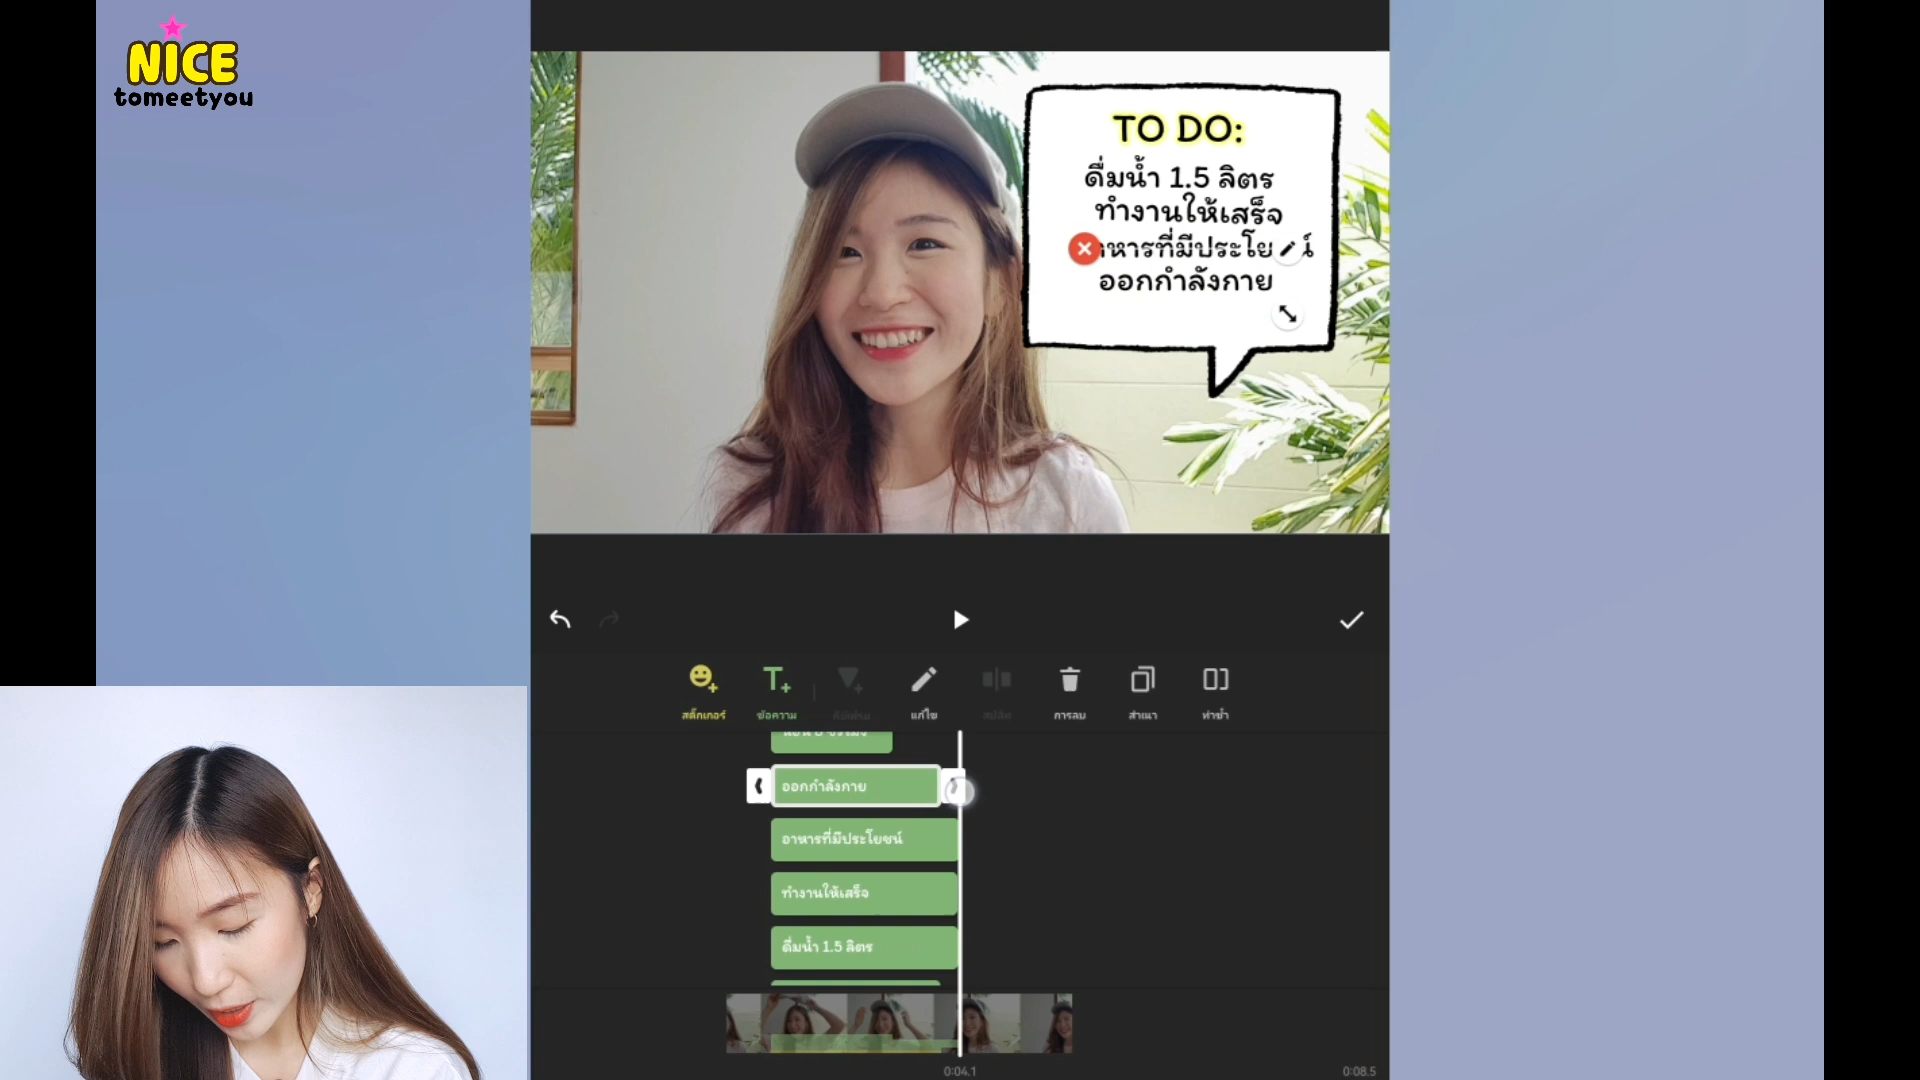 NICE
tomeetyou
TO DO:
ดื่มน้ำ 1.5 ลิตร
ทำงานให้เสร็จ
าหารที่มีประโย น์
ออกกำลังกาย
สติ๊กเกอร์
ข้อความ
แก้ไข
การลบ
สำเนา
ทำซ้ำ
ออกกำลังกาย
อาหารที่มีประโยชน์
ทำงานให้เสร็จ
ดื่มน้ำ 1.5 ลิตร
0:04.1
0:08.5